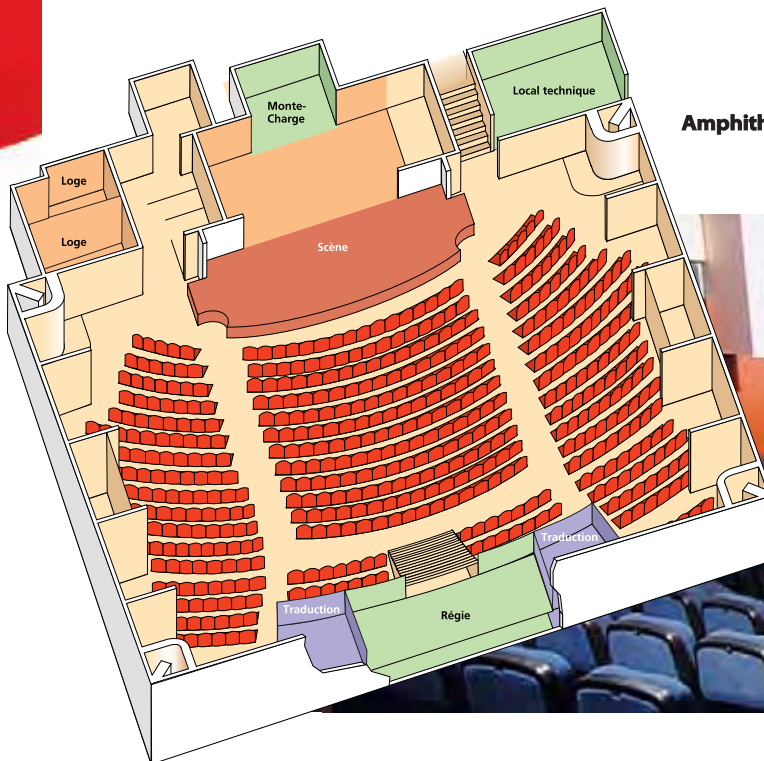 Local technique
Monte-
Charge
Amphith
Loge
Loge
Scène
Traduction
Traduction
Régie